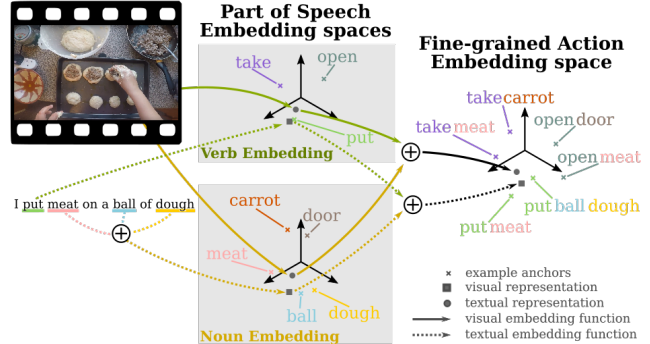 Part of Speech
Embedding spaces
take
open
put
Verb Embedding
I put meat on a ball of dough
carrot
door
meat
ball
dough
Noun Embedding
Fine-grained Action
Embedding space
take carrot
take meat
open door
open meat
put ball dough
put meat
example anchors
visual representation
textual representation
visual embedding function
textual embedding function